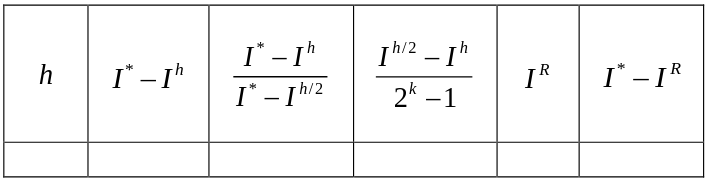 h
I* – I^h
(I* – I^h) / (I* – I^{h/2})
(I^{h/2} – I^h) / (2^k – 1)
I^R
I* – I^R